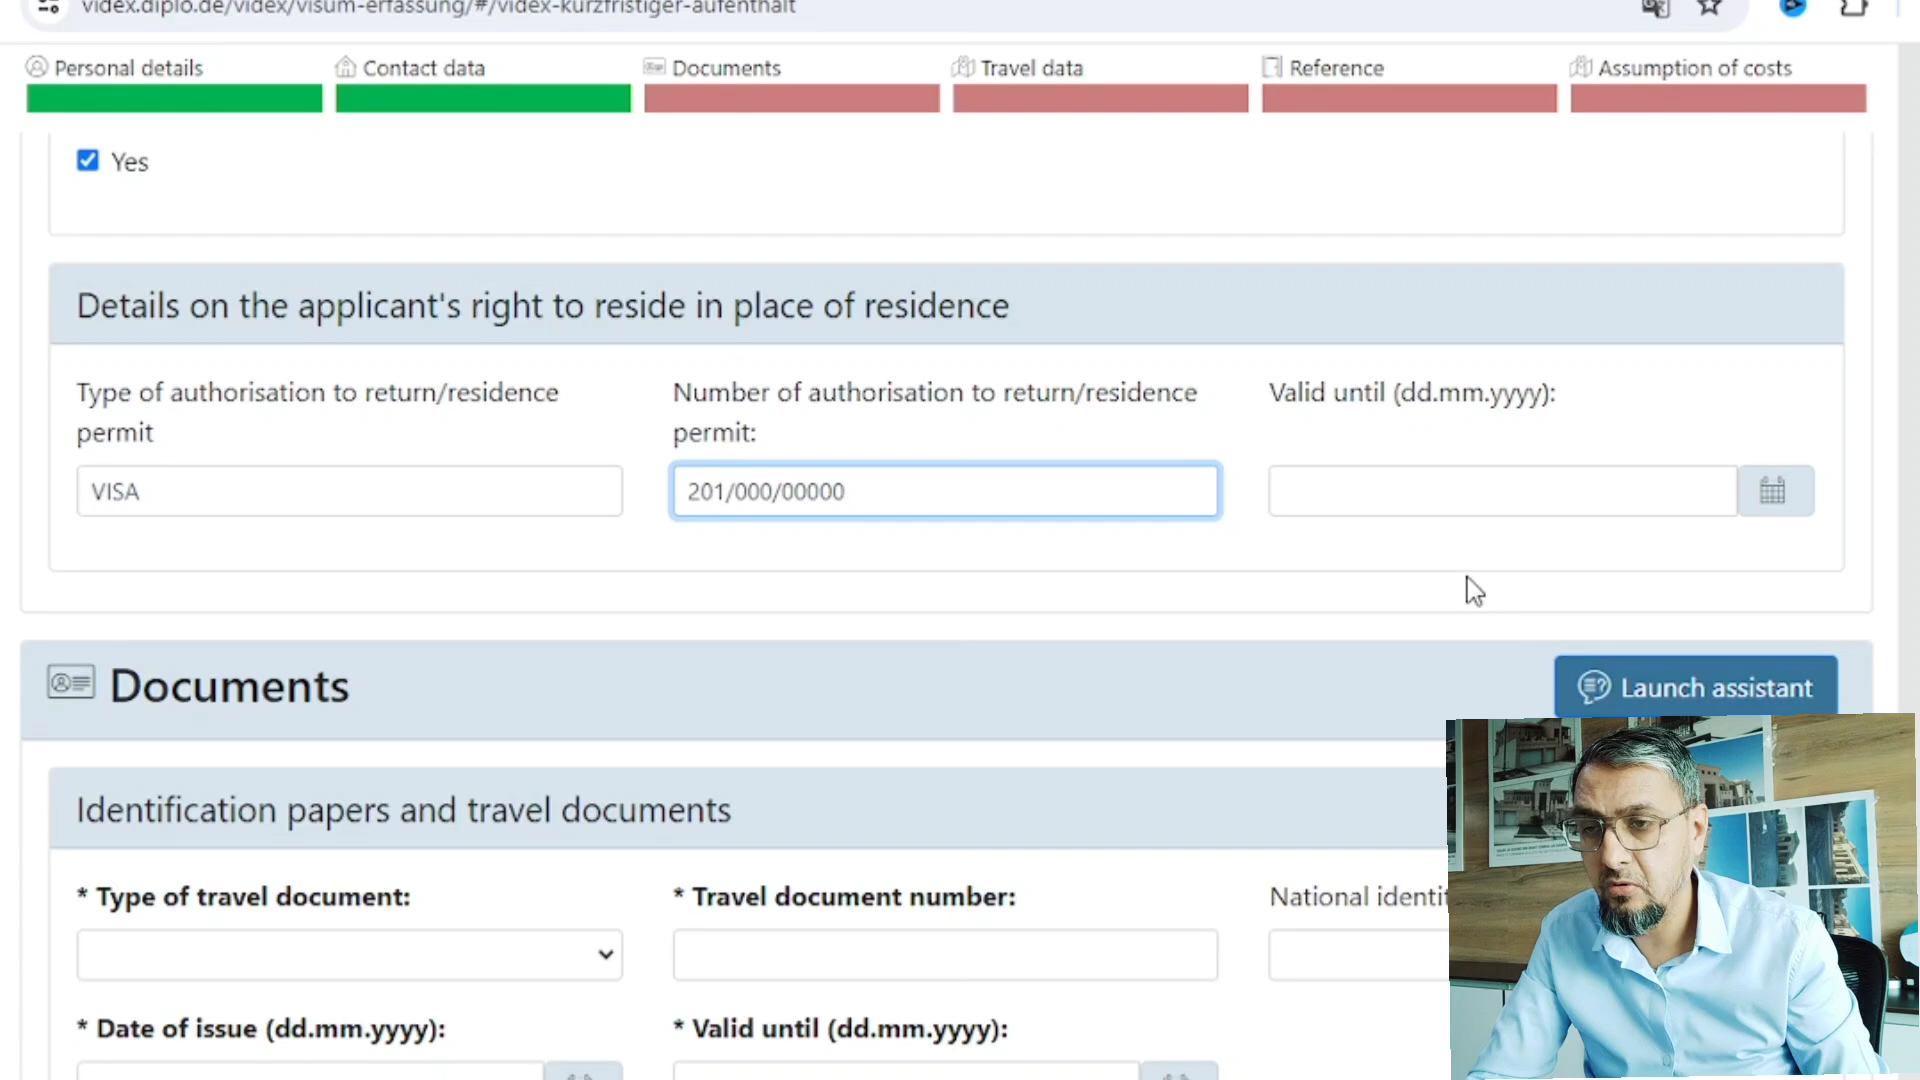 videx.diplo.de/videx/visum-erfassung/#/videx-kurzfristiger-aufenthalt
Personal details
Contact data
Documents
Travel data
Reference
Assumption of costs
Yes
Details on the applicant's right to reside in place of residence
Type of authorisation to return/residence permit
Number of authorisation to return/residence permit:
Valid until (dd.mm.yyyy):
VISA
201/000/00000
Documents
Launch assistant
Identification papers and travel documents
* Type of travel document:
* Travel document number:
National
* Date of issue (dd.mm.yyyy):
* Valid until (dd.mm.yyyy):